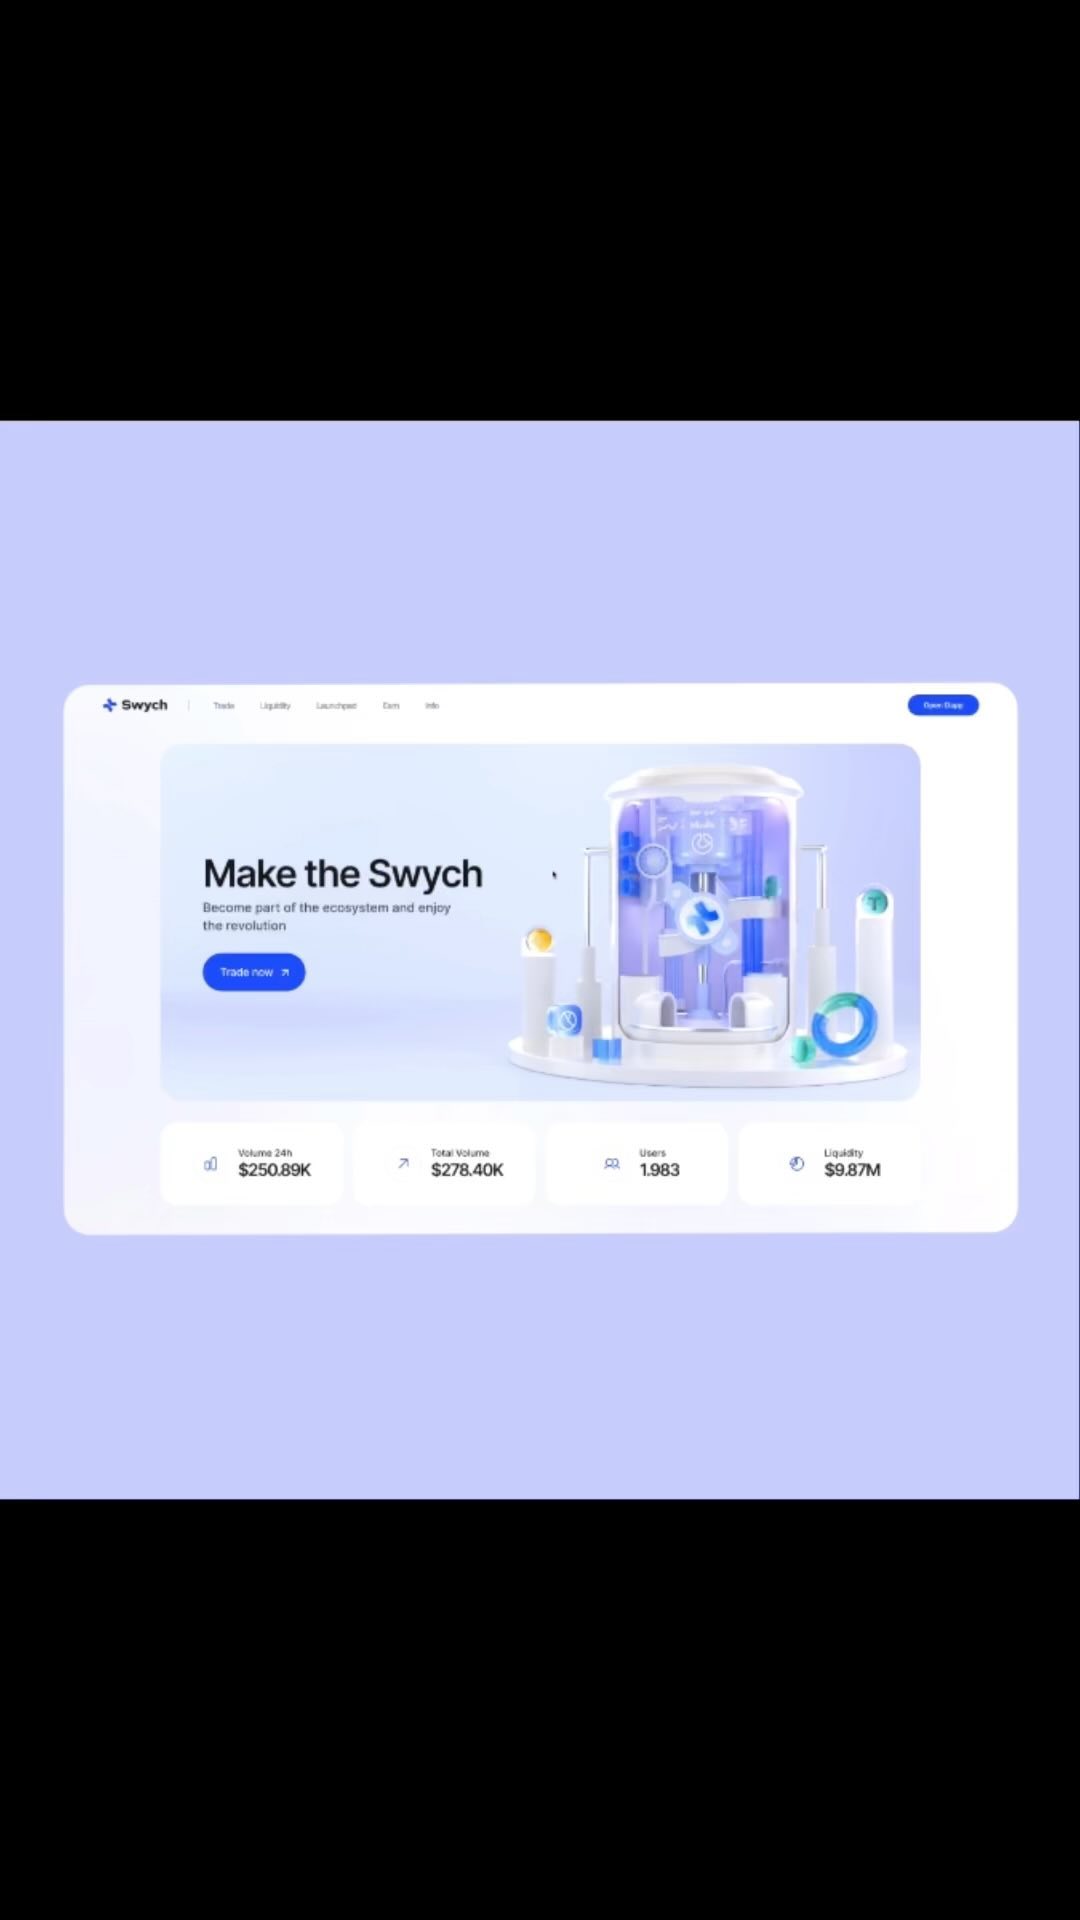 Swych
Trade
Liquidity
Launchpad
Earn
Info
Open Dapp
Make the Swych
Become part of the ecosystem and enjoy
the revolution
Trade now
Volume 24h
$250.89K
Total Volume
$278.40K
Users
1.983
Liquidity
$9.87M